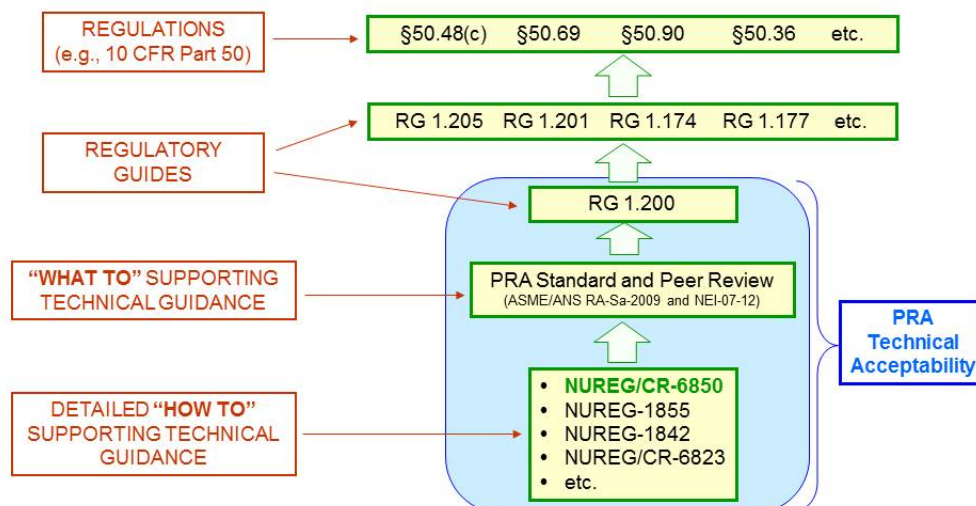 REGULATIONS
(e.g., 10 CFR Part 50)
§50.48(c) §50.69 §50.90 §50.36 etc.
REGULATORY
GUIDES
RG 1.205 RG 1.201 RG 1.174 RG 1.177 etc.
RG 1.200
“WHAT TO” SUPPORTING
TECHNICAL GUIDANCE
PRA Standard and Peer Review
(ASME/ANS RA-Sa-2009 and NEI-07-12)
PRA
Technical
Acceptability
DETAILED “HOW TO”
SUPPORTING TECHNICAL
GUIDANCE
• NUREG/CR-6850
• NUREG-1855
• NUREG-1842
• NUREG/CR-6823
• etc.